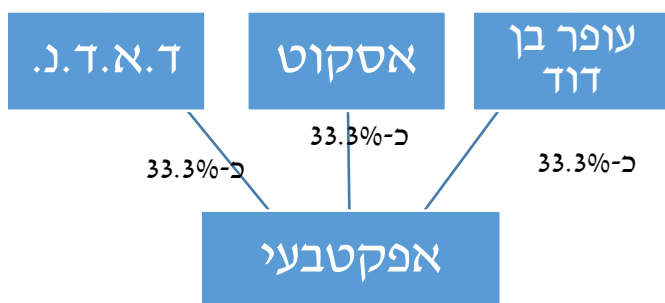 עופר בן
דוד
אסקוט
ד.א.ד.נ.
כ-33.3%
כ-33.3%
כ-33.3%
אפקטבעי